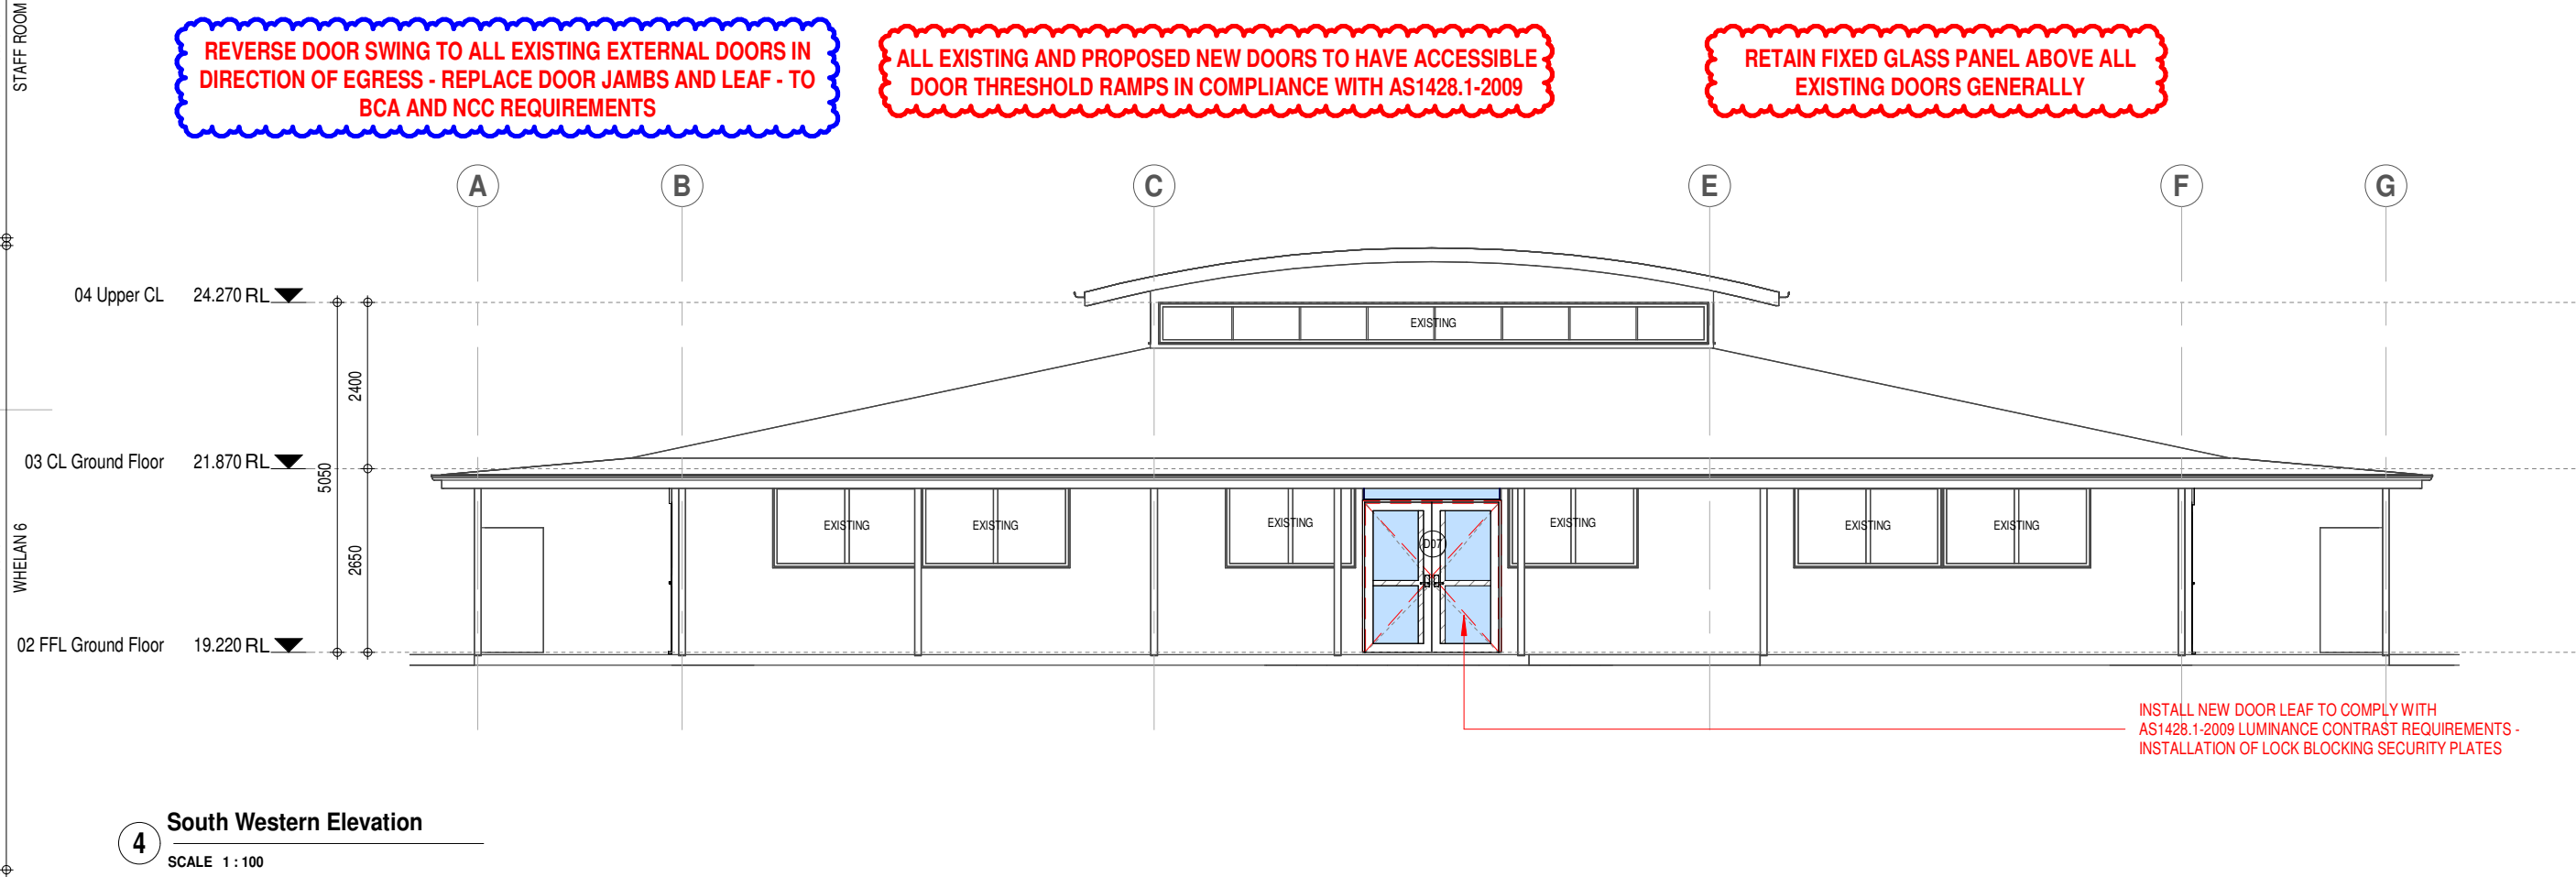 STAFF ROOM
WHELAN 6
REVERSE DOOR SWING TO ALL EXISTING EXTERNAL DOORS IN
DIRECTION OF EGRESS - REPLACE DOOR JAMBS AND LEAF - TO
BCA AND NCC REQUIREMENTS
ALL EXISTING AND PROPOSED NEW DOORS TO HAVE ACCESSIBLE
DOOR THRESHOLD RAMPS IN COMPLIANCE WITH AS1428.1-2009
RETAIN FIXED GLASS PANEL ABOVE ALL
EXISTING DOORS GENERALLY
A
B
C
E
F
G
04 Upper CL 24.270 RL
EXISTING
2400
03 CL Ground Floor 21.870 RL
5050
EXISTING
EXISTING
EXISTING
D07
EXISTING
EXISTING
EXISTING
2650
02 FFL Ground Floor 19.220 RL
INSTALL NEW DOOR LEAF TO COMPLY WITH
AS1428.1-2009 LUMINANCE CONTRAST REQUIREMENTS -
INSTALLATION OF LOCK BLOCKING SECURITY PLATES
4 South Western Elevation
SCALE 1 : 100